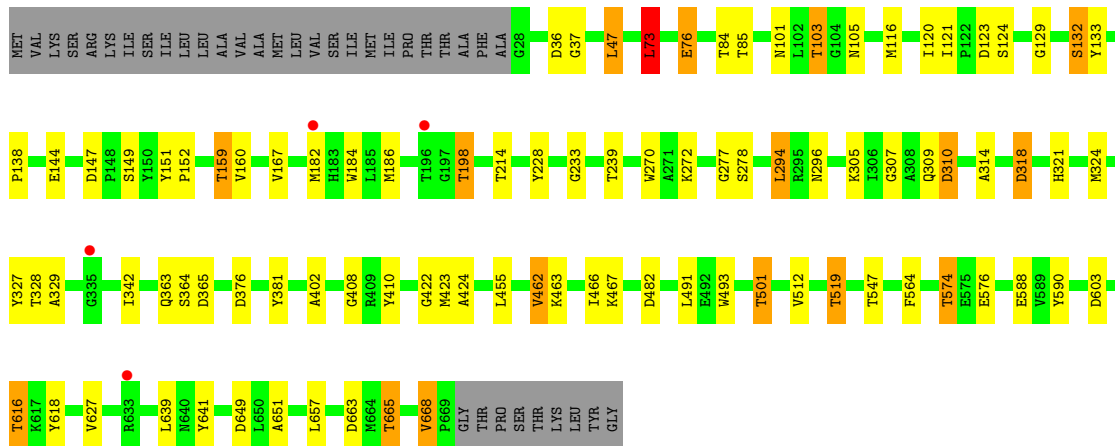 MET VAL LYS SER ARG LYS ILE SER ILE LEU LEU ALA VAL ALA MET LEU VAL SER ILE MET ILE PRO THR THR ALA PHE ALA G28 D36 G37 L47 L73 E76 T84 T85 N101 L102 T103 G104 N105 M116 I120 I121 P122 D123 S124 G129 S132 Y133
P138 E144 D147 P148 S149 Y150 Y151 P152 T159 V160 V167 M182 H183 W184 L185 M186 T196 G197 T198 T214 Y228 G233 T239 W270 A271 K272 G277 S278 L294 R295 N296 K305 I306 G307 A308 Q309 D310 A314 D318 H321 M324
Y327 T328 A329 G335 I342 Q363 S364 D365 D376 Y381 A402 G408 R409 Y410 G422 M423 A424 L455 V462 K463 I466 K467 D482 L491 E492 W493 T501 V512 T519 T547 F564 T574 E575 E576 E588 V589 Y590 D603
T616 K617 Y618 V627 R633 L639 N640 Y641 D649 L650 A651 L657 D663 M664 T665 V668 P669 GLY THR PRO SER THR LYS LEU TYR GLY